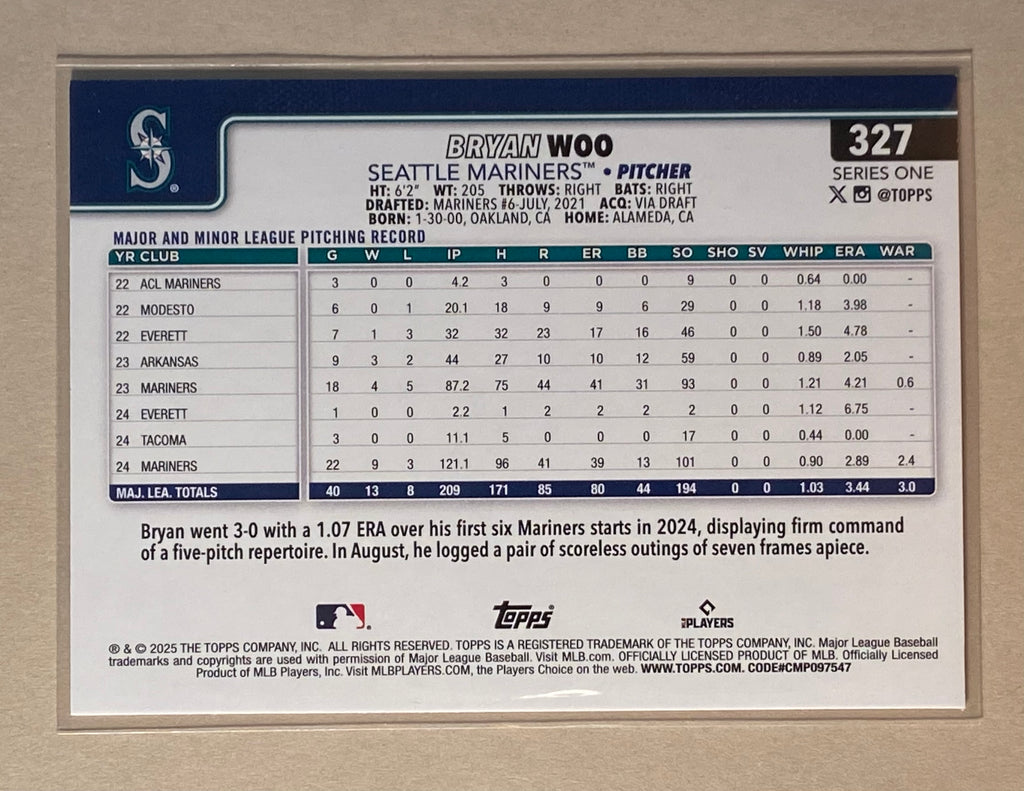 S
BRYAN WOO
327
SEATTLE MARINERS™ • PITCHER
SERIES ONE
HT: 6'2" WT: 205 THROWS: RIGHT BATS: RIGHT
X @TOPPS
DRAFTED: MARINERS #6-JULY, 2021 ACQ: VIA DRAFT
BORN: 1-30-00, OAKLAND, CA HOME: ALAMEDA, CA
MAJOR AND MINOR LEAGUE PITCHING RECORD
YR CLUB G W L IP H R ER BB SO SHO SV WHIP ERA WAR
22 ACL MARINERS 3 0 0 4.2 3 0 0 0 9 0 0 0.64 0.00 -
22 MODESTO 6 0 1 20.1 18 9 9 6 29 0 0 1.18 3.98 -
22 EVERETT 7 1 3 32 32 23 17 16 46 0 0 1.50 4.78 -
23 ARKANSAS 9 3 2 44 27 10 10 12 59 0 0 0.89 2.05 -
23 MARINERS 18 4 5 87.2 75 44 41 31 93 0 0 1.21 4.21 0.6
24 EVERETT 1 0 0 2.2 1 2 2 2 2 0 0 1.12 6.75 -
24 TACOMA 3 0 0 11.1 5 0 0 0 17 0 0 0.44 0.00 -
24 MARINERS 22 9 3 121.1 96 41 39 13 101 0 0 0.90 2.89 2.4
MAJ. LEA. TOTALS 40 13 8 209 171 85 80 44 194 0 0 1.03 3.44 3.0
Bryan went 3-0 with a 1.07 ERA over his first six Mariners starts in 2024, displaying firm command
of a five-pitch repertoire. In August, he logged a pair of scoreless outings of seven frames apiece.
Topps® PLAYERS
® & © 2025 THE TOPPS COMPANY, INC. ALL RIGHTS RESERVED. TOPPS IS A REGISTERED TRADEMARK OF THE TOPPS COMPANY, INC. Major League Baseball
trademarks and copyrights are used with permission of Major League Baseball. Visit MLB.com. OFFICIALLY LICENSED PRODUCT OF MLB. Officially Licensed
Product of MLB Players, Inc. Visit MLBPLAYERS.COM, the Players Choice on the web. WWW.TOPPS.COM. CODE#CMP097547